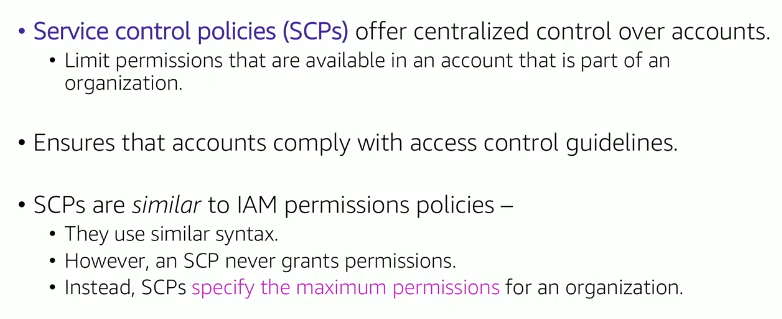 • Service control policies (SCPs) offer centralized control over accounts.
• Limit permissions that are available in an account that is part of an
organization.
• Ensures that accounts comply with access control guidelines.
• SCPs are similar to IAM permissions policies –
• They use similar syntax.
• However, an SCP never grants permissions.
• Instead, SCPs specify the maximum permissions for an organization.